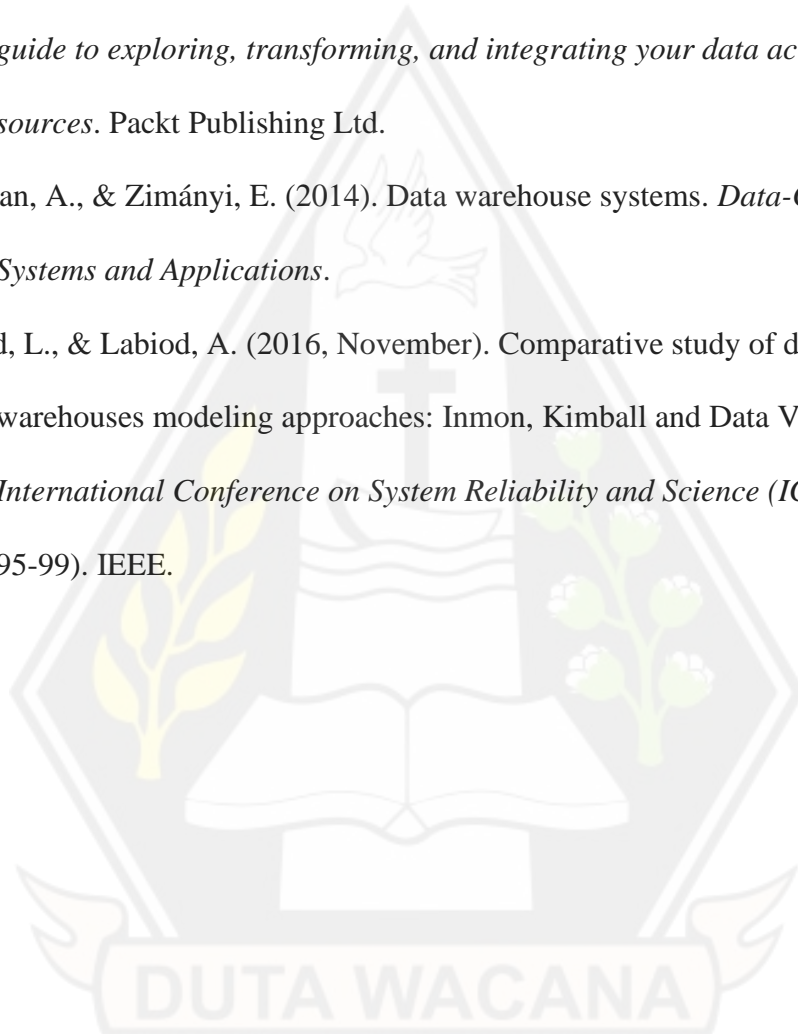 guide to exploring, transforming, and integrating your data ac
sources. Packt Publishing Ltd.
an, A., & Zimányi, E. (2014). Data warehouse systems. Data-
Systems and Applications.
d, L., & Labiod, A. (2016, November). Comparative study of d
warehouses modeling approaches: Inmon, Kimball and Data V
International Conference on System Reliability and Science (IC
95-99). IEEE.
DUTA WACANA